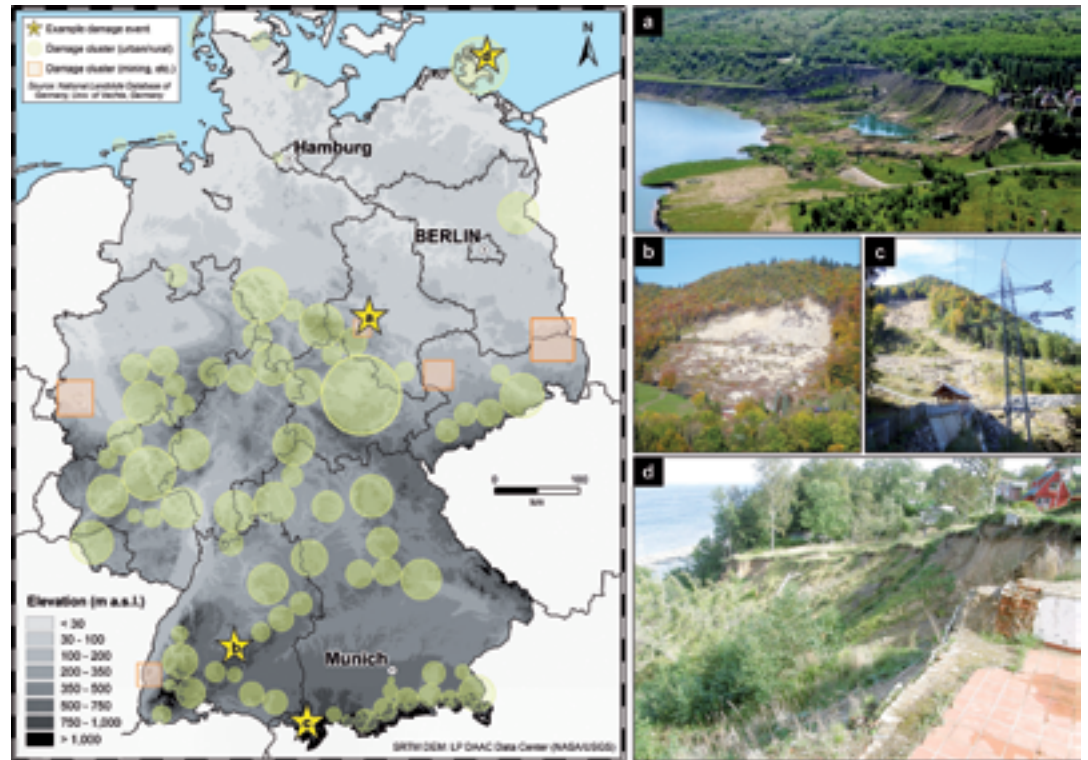 Example damage event
Damage cluster (urban/rural)
Damage cluster (mining, etc.)
Source: National Landslide Database of
Germany, Univ. of Vechta, Germany
N
d
Hamburg
BERLIN
a
0 100
km
Elevation (m a.s.l.)
< 30
30 - 100
100 - 200
200 - 350
350 - 500
500 - 750
750 - 1,000
> 1,000
b
Munich
c
SRTM DEM: LP DAAC Data Center (NASA/USGS)
a
b
c
d